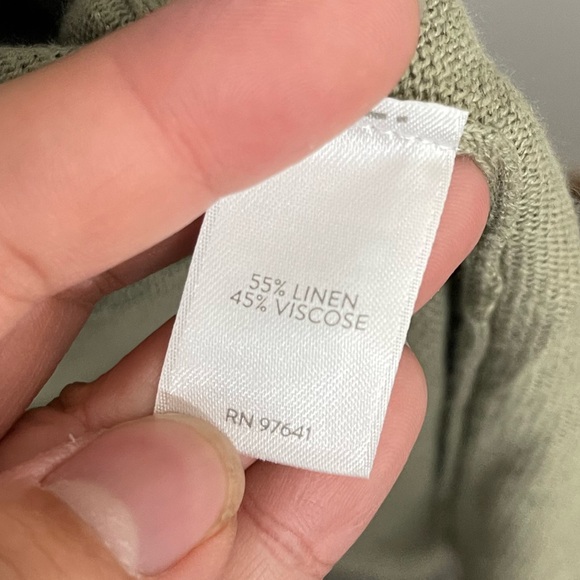 55% LINEN
45% VISCOSE
RN 97641